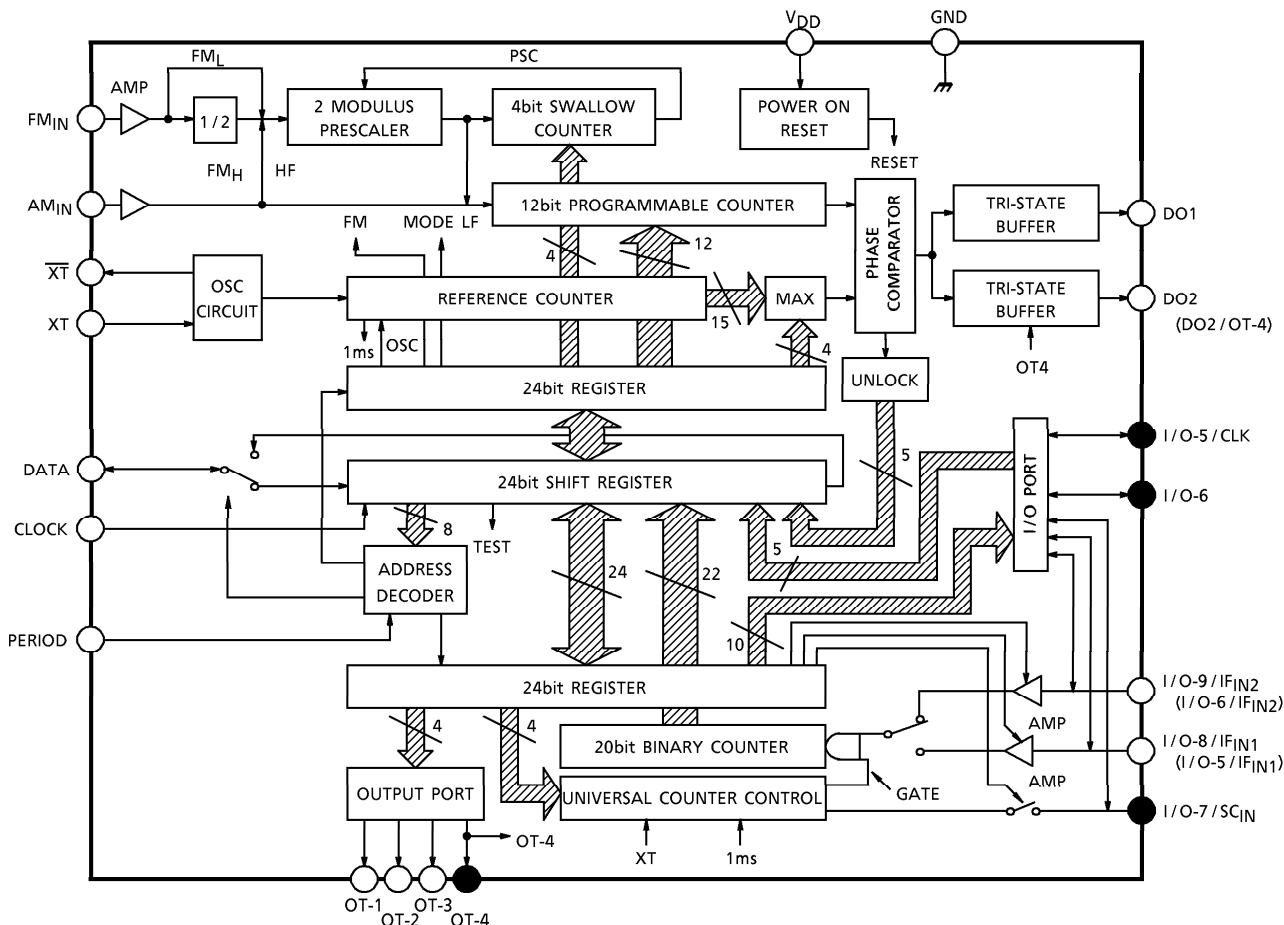 VDD
GND
FML
PSC
AMP
FMIN
1/2
2 MODULUS
PRESCALER
4bit SWALLOW
COUNTER
POWER ON
RESET
RESET
FMH
HF
AMIN
12bit PROGRAMMABLE COUNTER
PHASE
COMPARATOR
TRI-STATE
BUFFER
DO1
FM
MODE LF
4
12
XT
OSC
CIRCUIT
REFERENCE COUNTER
15
MAX
TRI-STATE
BUFFER
DO2
(DO2/OT-4)
XT
1ms
OSC
4
OT4
24bit REGISTER
UNLOCK
I/O-5/CLK
DATA
24bit SHIFT REGISTER
5
I/O PORT
I/O-6
CLOCK
8
TEST
5
ADDRESS
DECODER
24
22
PERIOD
10
24bit REGISTER
I/O-9/IFIN2
(I/O-6/IFIN2)
AMP
4
4
20bit BINARY COUNTER
I/O-8/IFIN1
(I/O-5/IFIN1)
AMP
OUTPUT PORT
UNIVERSAL COUNTER CONTROL
GATE
I/O-7/SCIN
OT-4
XT
1ms
OT-1
OT-2
OT-3
OT-4